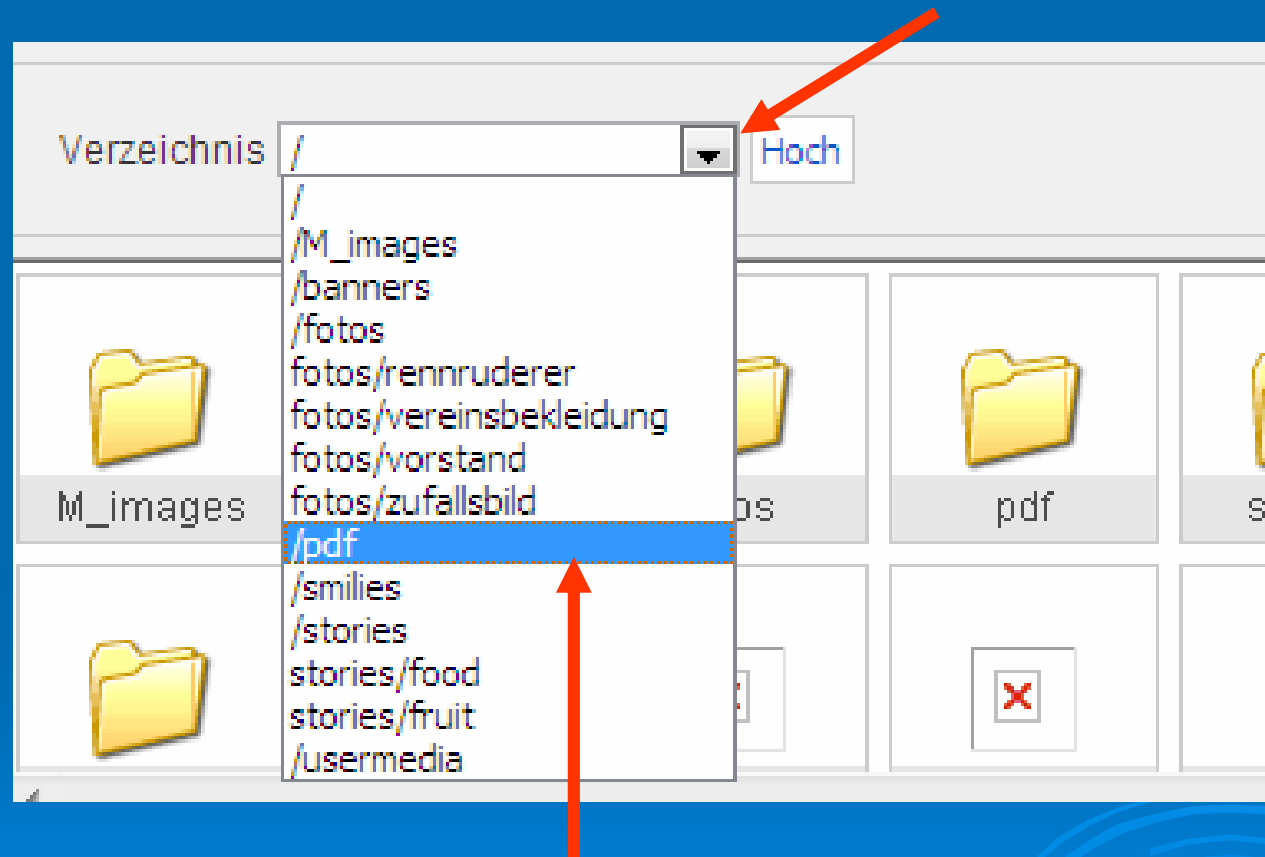 Verzeichnis / Hoch
/
/M_images
/banners
/fotos
fotos/rennruderer
fotos/vereinsbekleidung
fotos/vorstand
fotos/zufallsbild
/pdf
/smilies
/stories
stories/food
stories/fruit
/usermedia
M_images
pdf